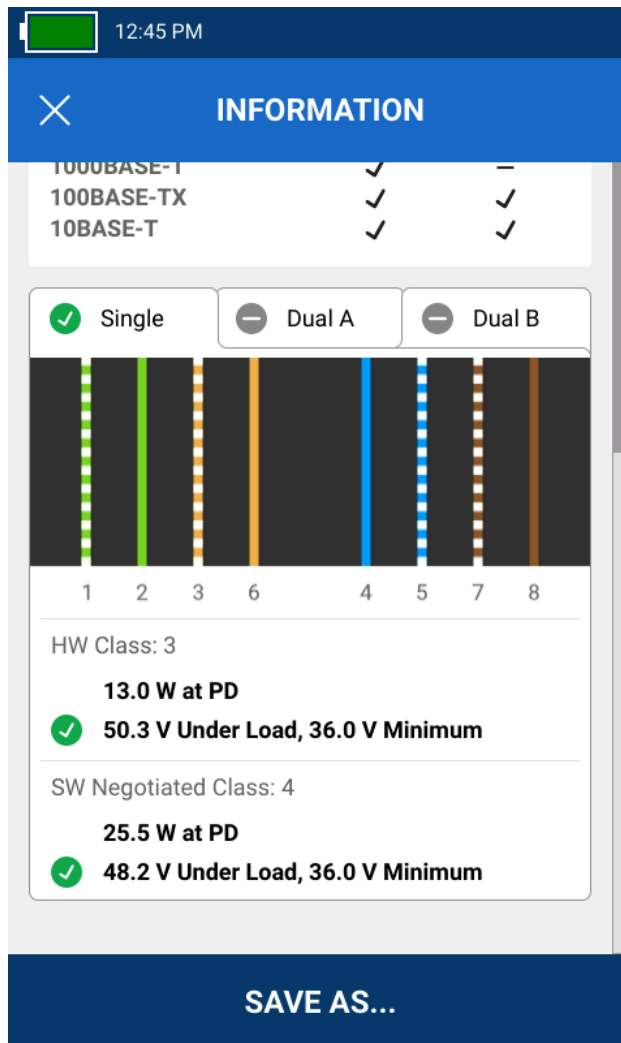 12:45 PM
INFORMATION
1000BASE-T
100BASE-TX
10BASE-T
Single Dual A Dual B
1 2 3 6 4 5 7 8
HW Class: 3
13.0 W at PD
50.3 V Under Load, 36.0 V Minimum
SW Negotiated Class: 4
25.5 W at PD
48.2 V Under Load, 36.0 V Minimum
SAVE AS...